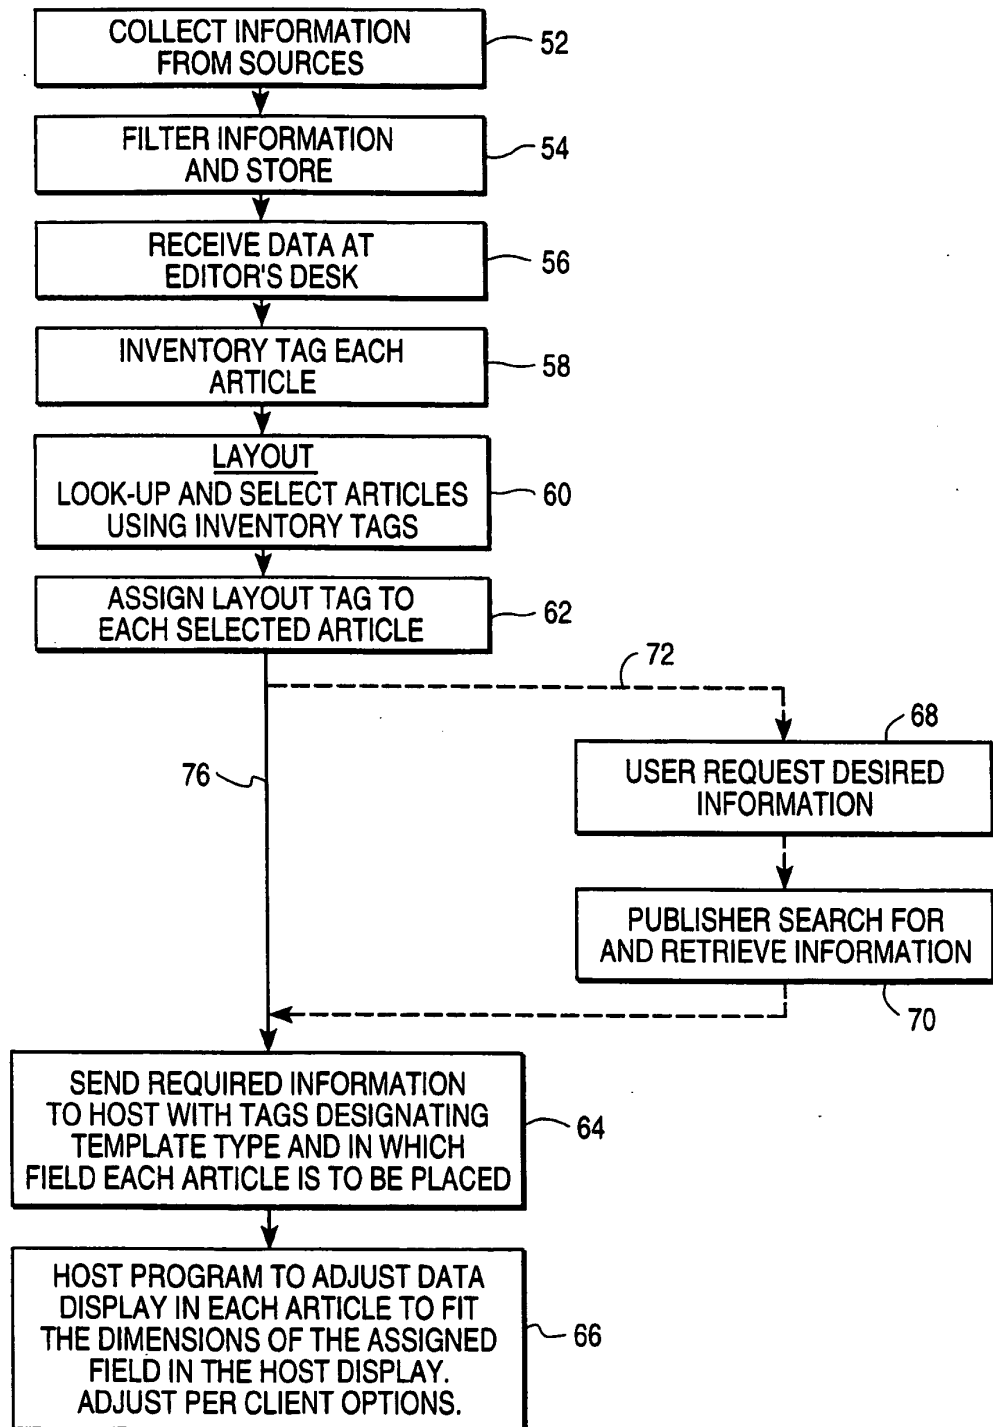 COLLECT INFORMATION
FROM SOURCES
52
FILTER INFORMATION
AND STORE
54
RECEIVE DATA AT
EDITOR'S DESK
56
INVENTORY TAG EACH
ARTICLE
58
LAYOUT
LOOK-UP AND SELECT ARTICLES
USING INVENTORY TAGS
60
ASSIGN LAYOUT TAG TO
EACH SELECTED ARTICLE
62
72
68
USER REQUEST DESIRED
INFORMATION
76
PUBLISHER SEARCH FOR
AND RETRIEVE INFORMATION
70
SEND REQUIRED INFORMATION
TO HOST WITH TAGS DESIGNATING
TEMPLATE TYPE AND IN WHICH
FIELD EACH ARTICLE IS TO BE PLACED
64
HOST PROGRAM TO ADJUST DATA
DISPLAY IN EACH ARTICLE TO FIT
THE DIMENSIONS OF THE ASSIGNED
FIELD IN THE HOST DISPLAY.
ADJUST PER CLIENT OPTIONS.
66